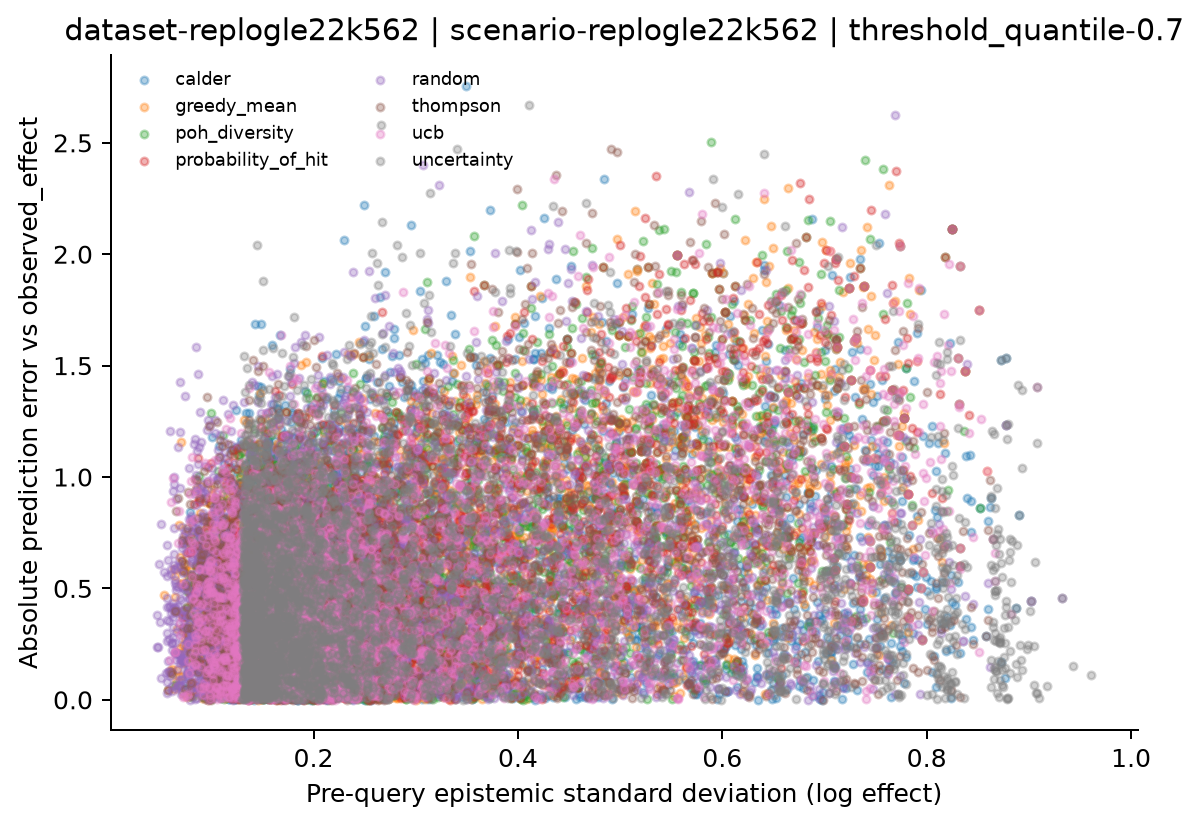 dataset-replogle22k562 | scenario-replogle22k562 | threshold_quantile-0.7
calder
greedy_mean
poh_diversity
probability_of_hit
random
thompson
ucb
uncertainty
Absolute prediction error vs observed_effect
2.5
2.0
1.5
1.0
0.5
0.0
0.2 0.4 0.6 0.8 1.0
Pre-query epistemic standard deviation (log effect)